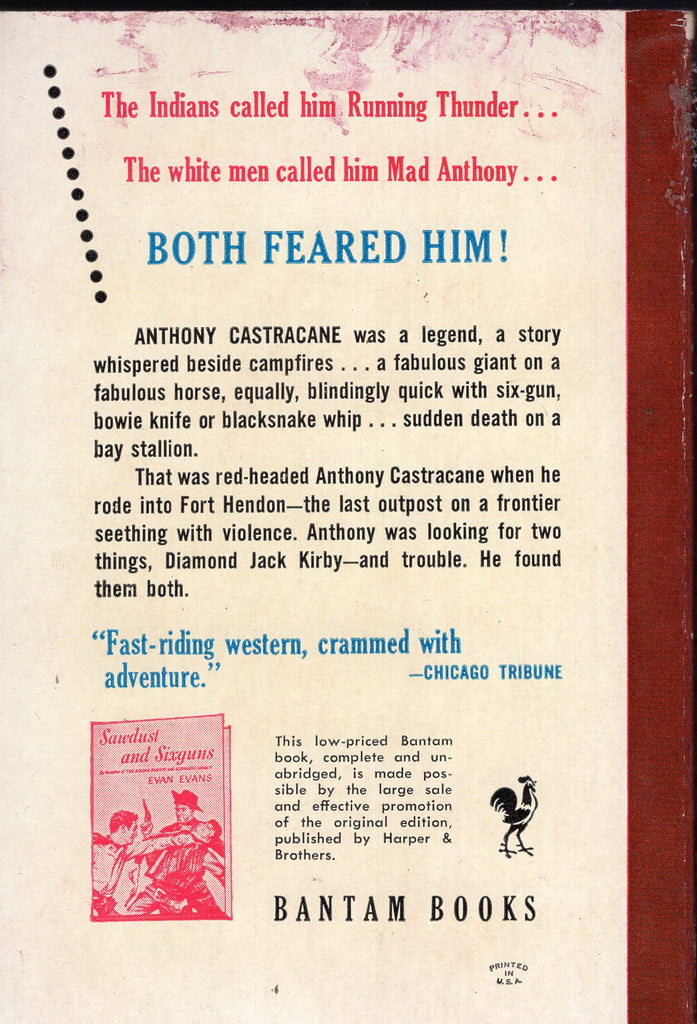 The Indians called him Running Thunder...
The white men called him Mad Anthony...
BOTH FEARED HIM!
ANTHONY CASTRACANE was a legend, a story
whispered beside campfires ... a fabulous giant on a
fabulous horse, equally, blindingly quick with six-gun,
bowie knife or blacksnake whip ... sudden death on a
bay stallion.
That was red-headed Anthony Castracane when he
rode into Fort Hendon—the last outpost on a frontier
seething with violence. Anthony was looking for two
things, Diamond Jack Kirby—and trouble. He found
them both.
“Fast-riding western, crammed with
adventure.”
—CHICAGO TRIBUNE
Sawdust
and Sixguns
EVAN EVANS
This low-priced Bantam
book, complete and un-
abridged, is made pos-
sible by the large sale
and effective promotion
of the original edition,
published by Harper &
Brothers.
BANTAM BOOKS
PRINTED
IN
U.S.A.